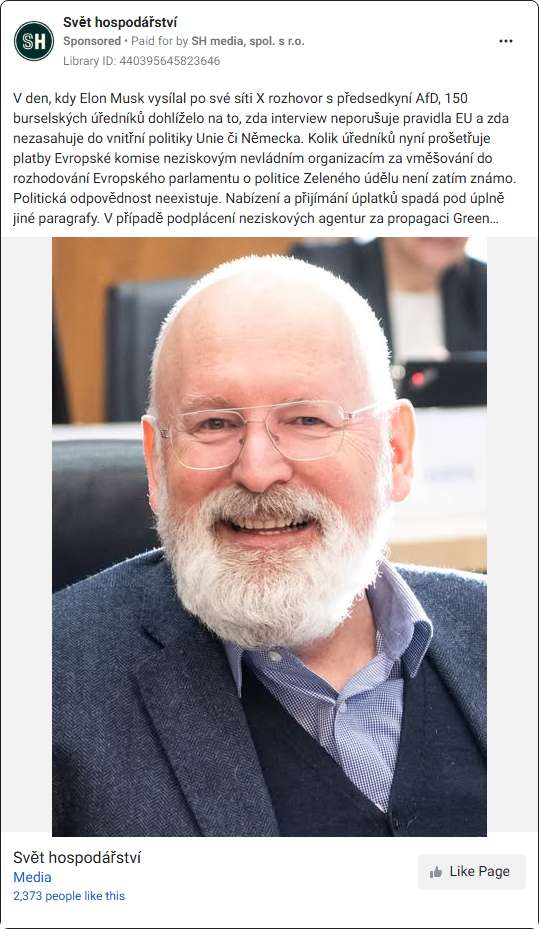 SH
Svět hospodářství
Sponsored • Paid for by SH media, spol. s r.o.
Library ID: 440395645823646
V den, kdy Elon Musk vysílal po své síti X rozhovor s předsedkyní AfD, 150
burselských úředníků dohlíželo na to, zda interview neporušuje pravidla EU a zda
nezasahuje do vnitřní politiky Unie či Německa. Kolik úředníků nyní prošetřuje
platby Evropské komise neziskovým nevládním organizacím za vměšování do
rozhodování Evropského parlamentu o politice Zeleného údělu není zatím známo.
Politická odpovědnost neexistuje. Nabízení a přijímání úplatků spadá pod úplně
jiné paragrafy. V případě podplácení neziskových agentur za propagaci Green...
Svět hospodářství
Media
2,373 people like this
Like Page